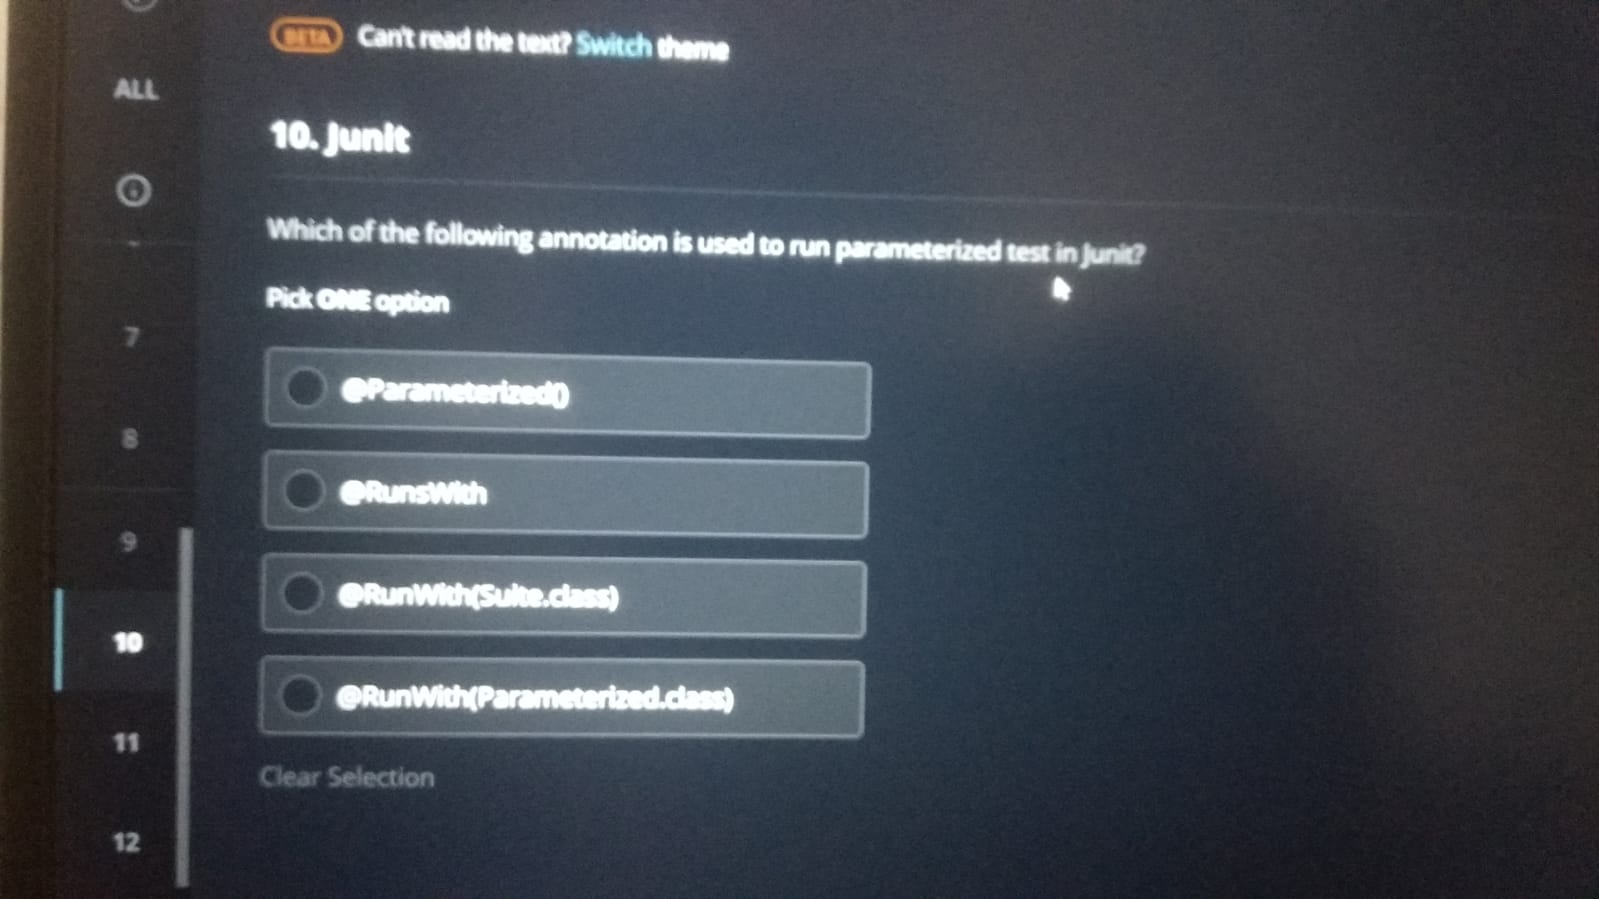 BETA Can't read the text? Switch theme
ALL
10. Junit
Which of the following annotation is used to run parameterized test in Junit?
Pick ONE option
7
@Parameterized()
8
@RunsWith
9
@RunWith(Suite.class)
10
@RunWith(Parameterized.class)
11
Clear Selection
12